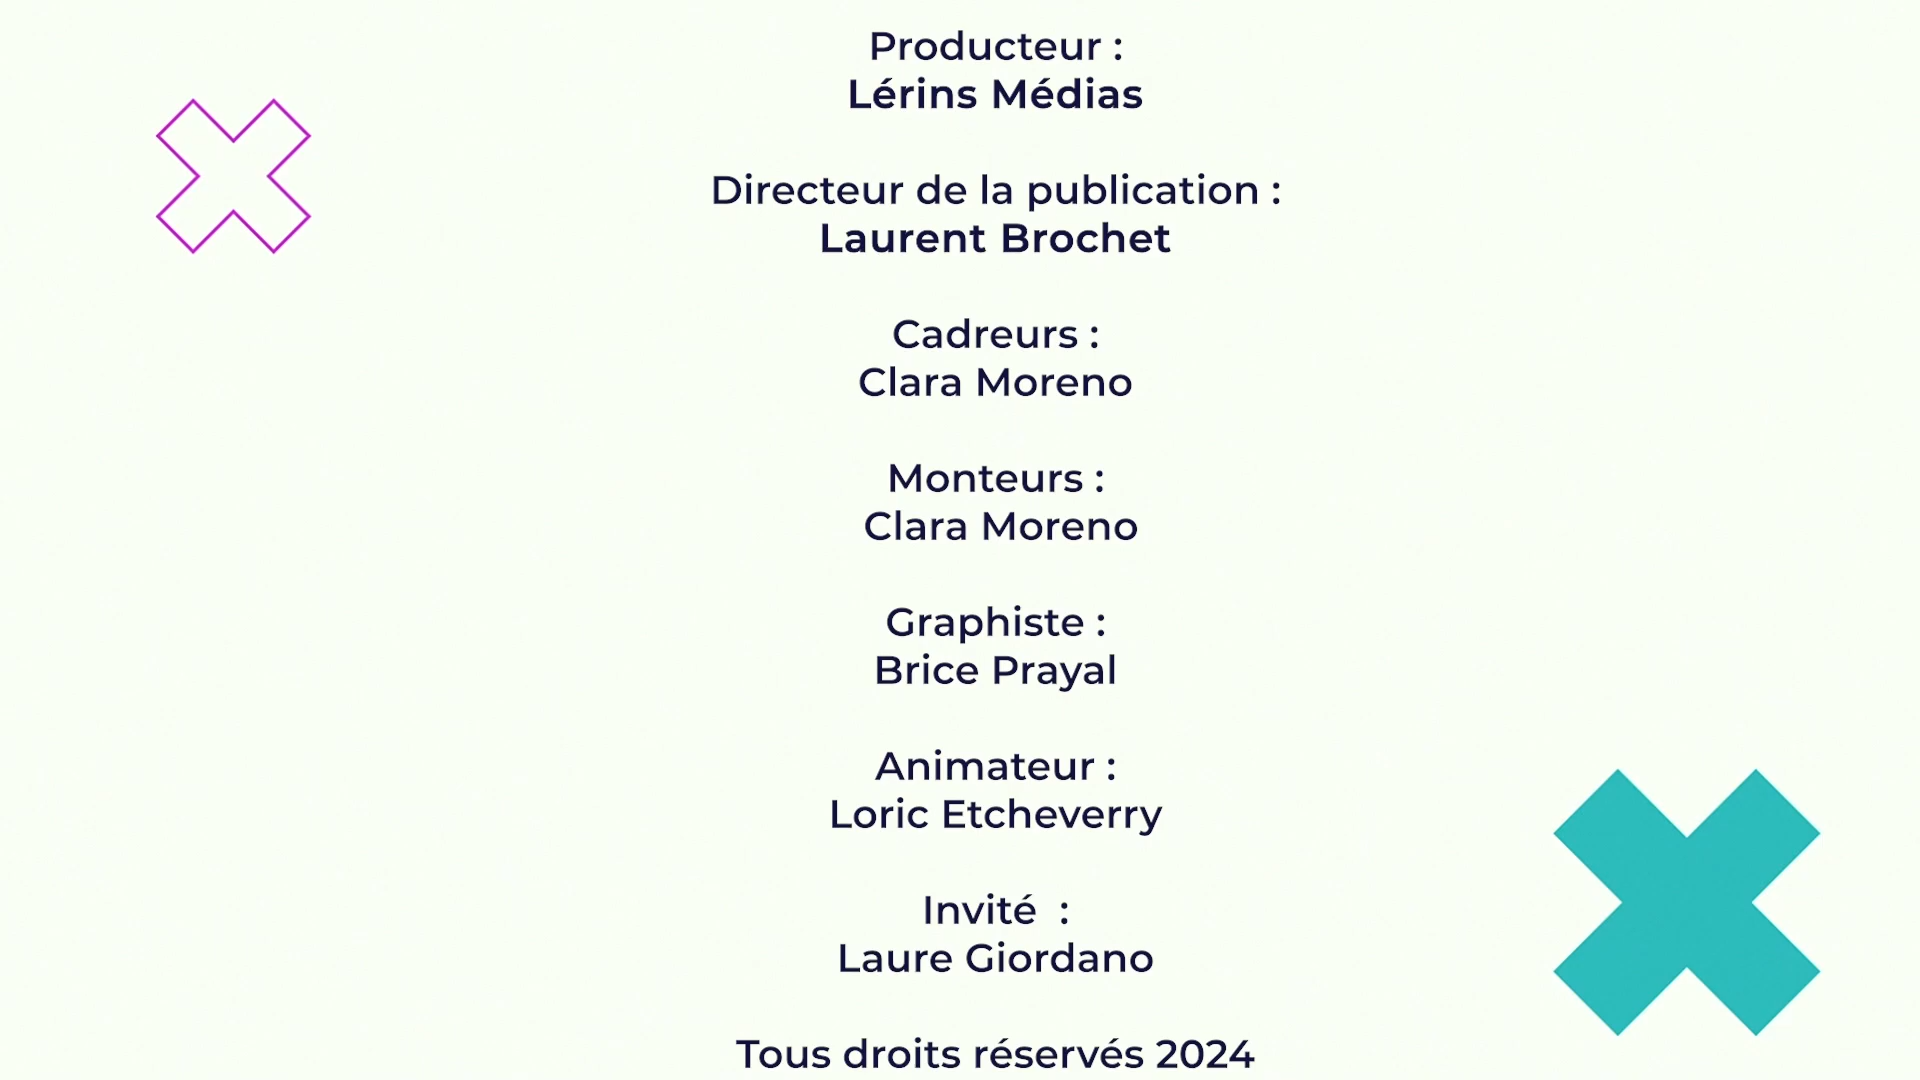 Producteur :
Lérins Médias
Directeur de la publication :
Laurent Brochet
Cadreurs :
Clara Moreno
Monteurs :
Clara Moreno
Graphiste :
Brice Prayal
Animateur :
Loric Etcheverry
Invité  :
Laure Giordano
Tous droits réservés 2024